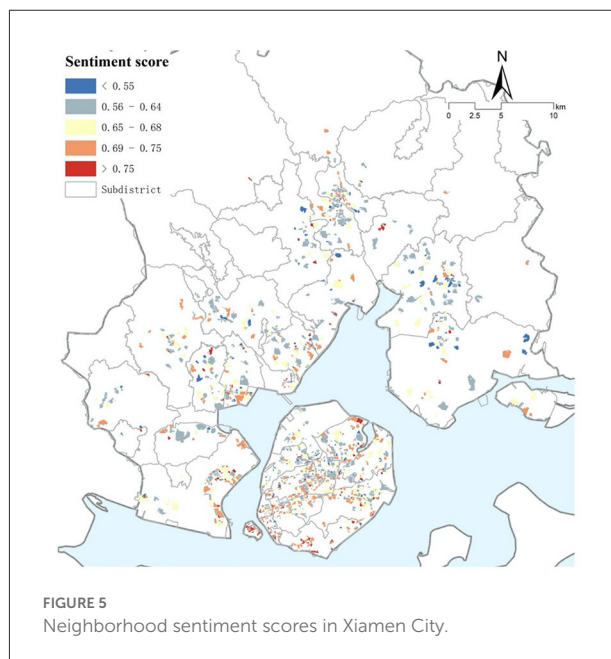 Sentiment score
< 0.55
0.56 - 0.64
0.65 - 0.68
0.69 - 0.75
> 0.75
Subdistrict
N
km
0 2.5 5 10
FIGURE 5
Neighborhood sentiment scores in Xiamen City.